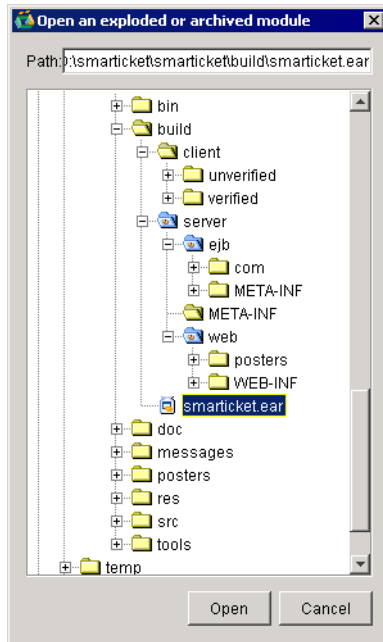 Open an exploded or archived module
Path: :\smarticket\smarticket\build\smarticket.ear
bin
build
client
unverified
verified
server
ejb
com
META-INF
META-INF
web
posters
WEB-INF
smarticket.ear
doc
messages
posters
res
src
tools
temp
Open Cancel